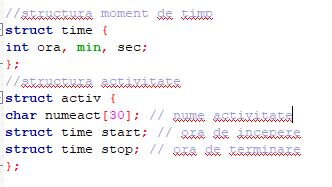 //structura moment de timp
struct time {
int ora, min, sec;
};
//structura activitate
struct activ {
char numeact[30]; // nume activitate
struct time start; // ora de incepere
struct time stop; // ora de terminare
};